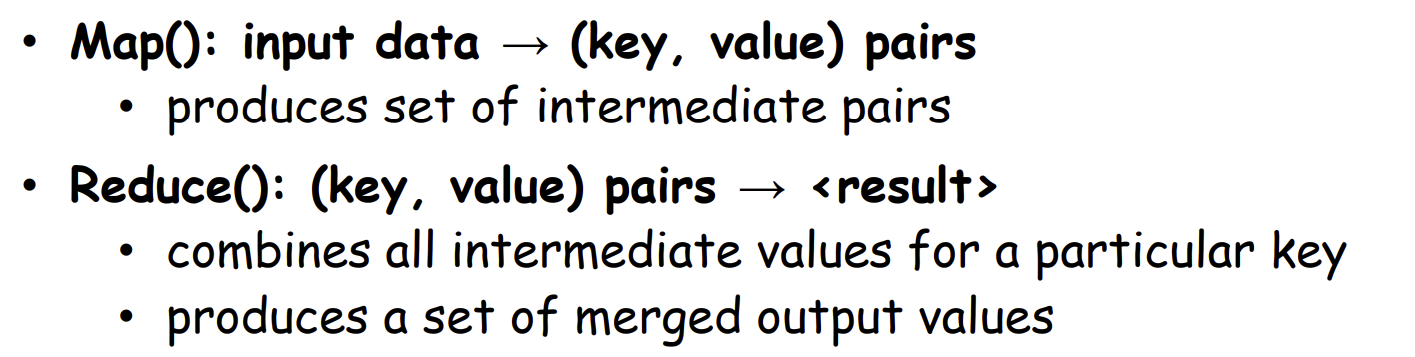 • Map(): input data → (key, value) pairs
• produces set of intermediate pairs
• Reduce(): (key, value) pairs → <result>
• combines all intermediate values for a particular key
• produces a set of merged output values